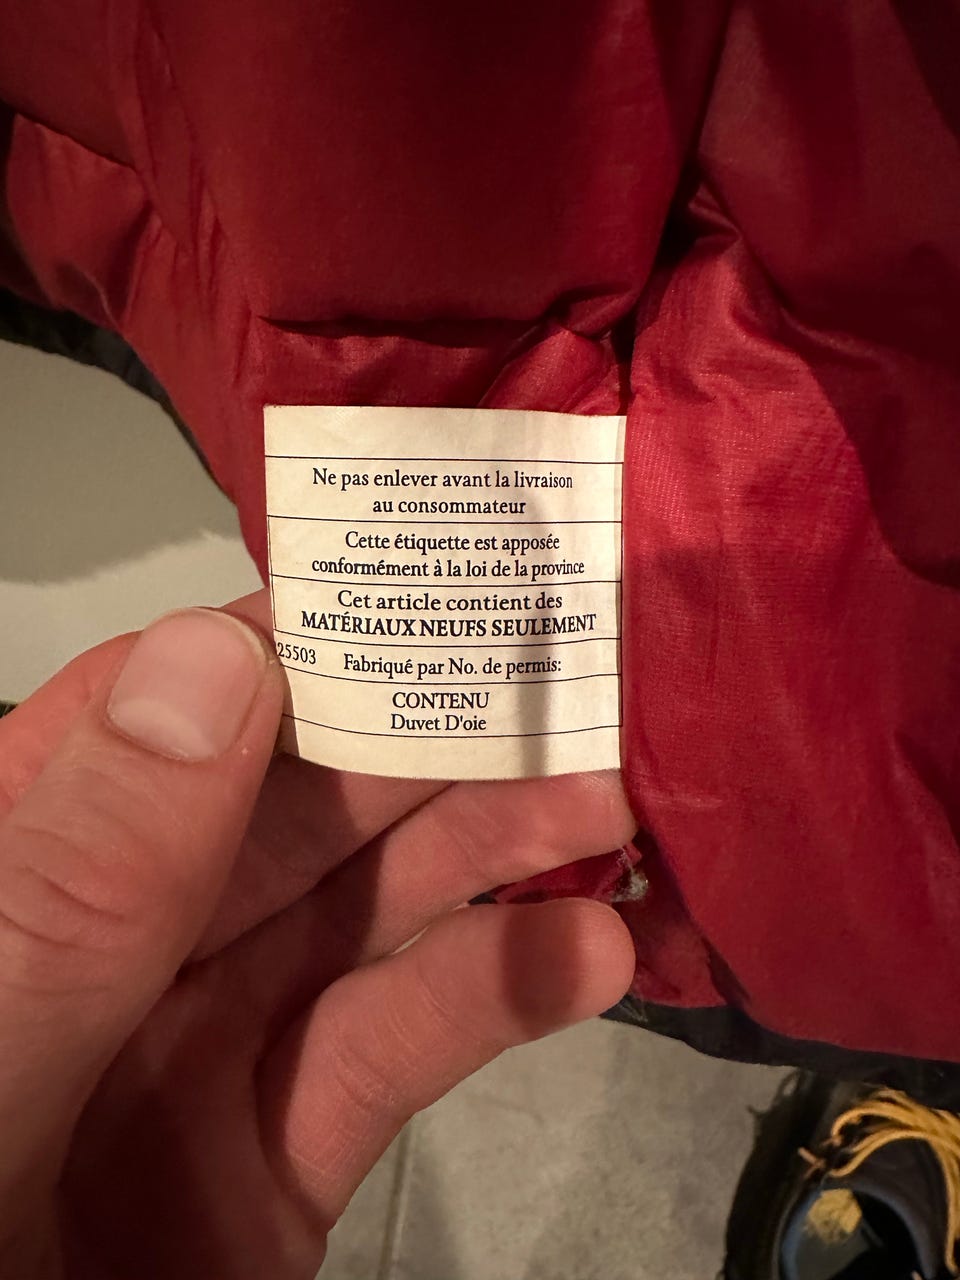 Ne pas enlever avant la livraison
au consommateur
Cette étiquette est apposée
conformément à la loi de la province
Cet article contient des
MATÉRIAUX NEUFS SEULEMENT
25503 Fabriqué par No. de permis:
CONTENU
Duvet D'oie